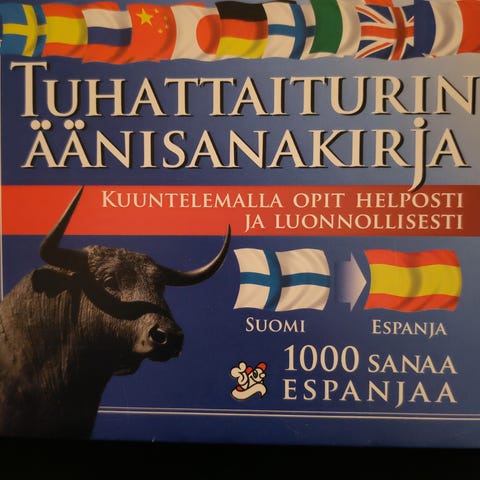 TUHATTAITURIN
ÄÄNISANAKIRJA
KUUNTELEMALLA OPIT HELPOSTI
JA LUONNOLLISESTI
SUOMI
ESPANJA
1000 SANAA
ESPANJAA